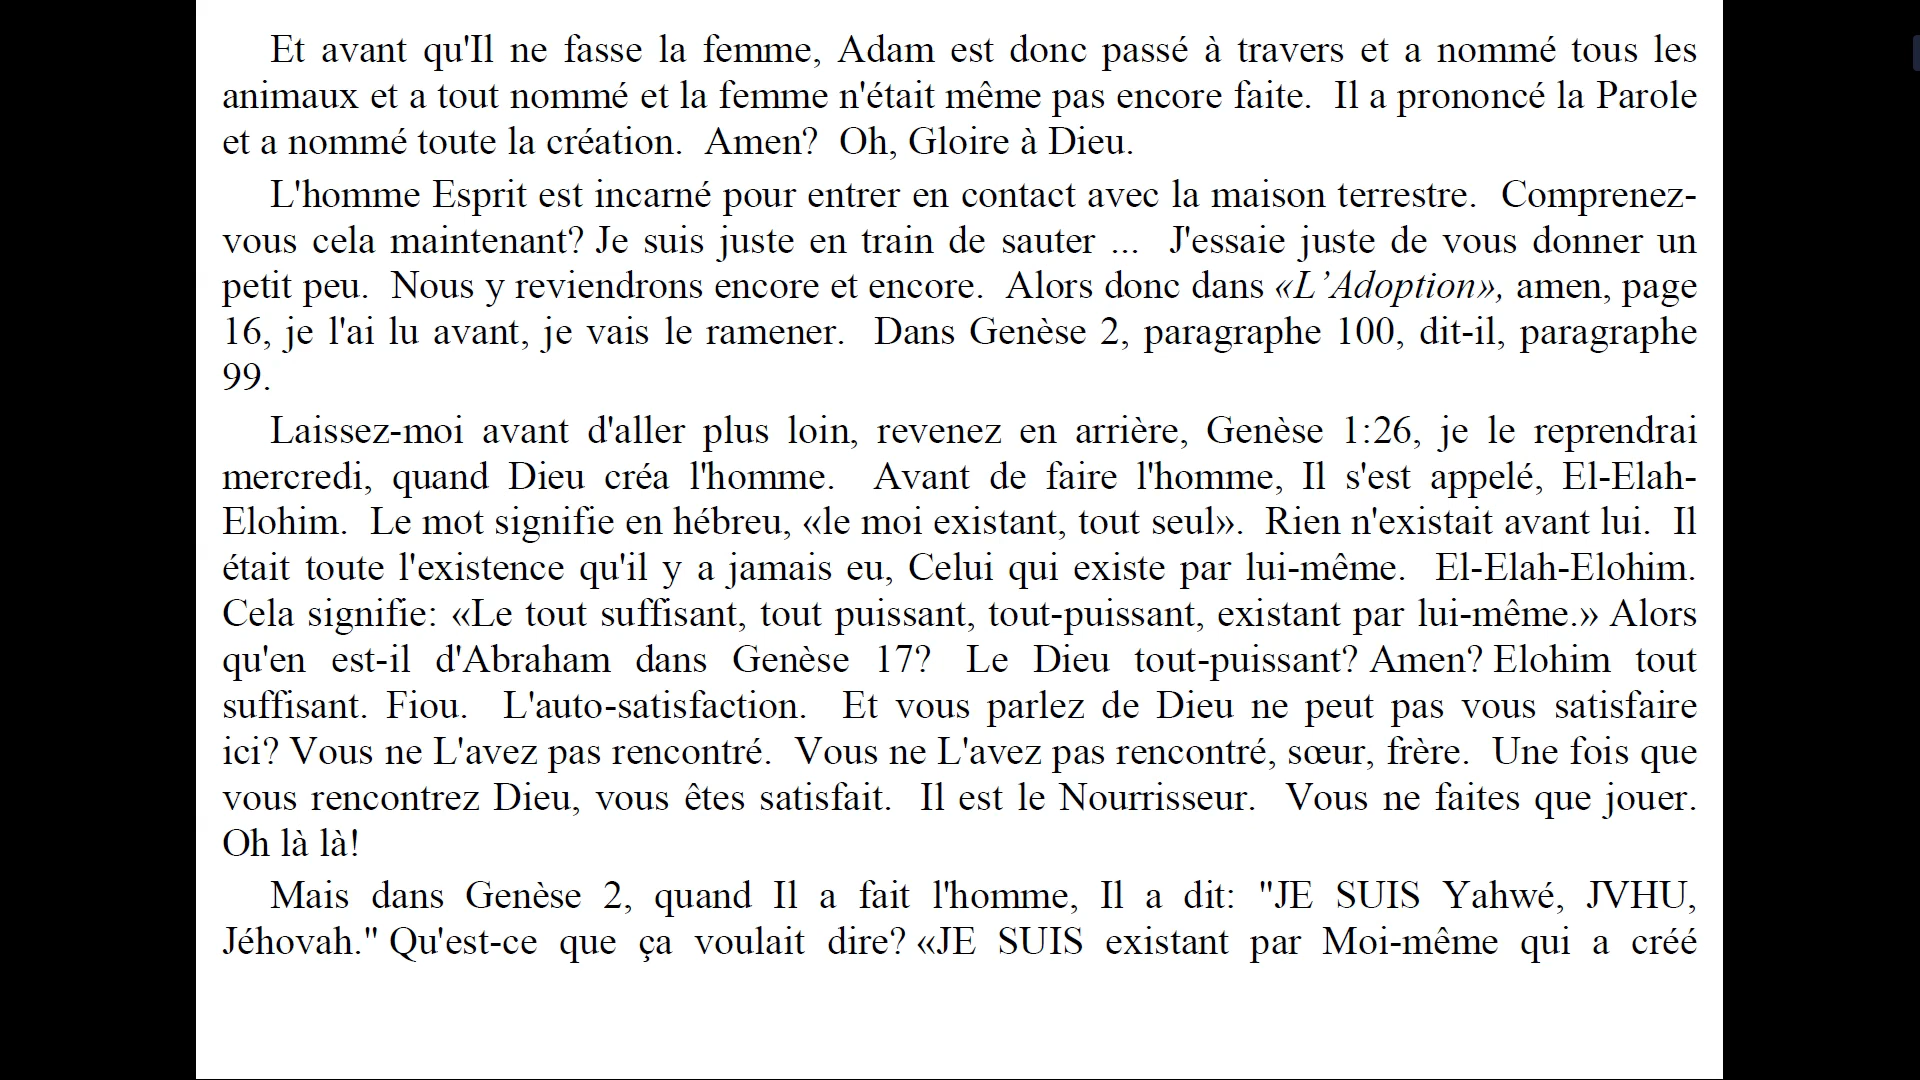 Et avant qu'Il ne fasse la femme, Adam est donc passé à travers et a nommé tous les
animaux et a tout nommé et la femme n'était même pas encore faite.  Il a prononcé la Parole
et a nommé toute la création.  Amen?  Oh, Gloire à Dieu.
L'homme Esprit est incarné pour entrer en contact avec la maison terrestre.  Comprenez-
vous cela maintenant? Je suis juste en train de sauter ...  J'essaie juste de vous donner un
petit peu.  Nous y reviendrons encore et encore.  Alors donc dans «L’Adoption», amen, page
16, je l'ai lu avant, je vais le ramener.  Dans Genèse 2, paragraphe 100, dit-il, paragraphe
99.
Laissez-moi avant d'aller plus loin, revenez en arrière, Genèse 1:26, je le reprendrai
mercredi, quand Dieu créa l'homme.  Avant de faire l'homme, Il s'est appelé, El-Elah-
Elohim.  Le mot signifie en hébreu, «le moi existant, tout seul».  Rien n'existait avant lui.  Il
était toute l'existence qu'il y a jamais eu, Celui qui existe par lui-même.  El-Elah-Elohim.
Cela signifie: «Le tout suffisant, tout puissant, tout-puissant, existant par lui-même.» Alors
qu'en est-il d'Abraham dans Genèse 17?  Le Dieu tout-puissant? Amen? Elohim tout
suffisant. Fiou.  L'auto-satisfaction.  Et vous parlez de Dieu ne peut pas vous satisfaire
ici? Vous ne L'avez pas rencontré.  Vous ne L'avez pas rencontré, sœur, frère.  Une fois que
vous rencontrez Dieu, vous êtes satisfait.  Il est le Nourrisseur.  Vous ne faites que jouer.
Oh là là!
Mais dans Genèse 2, quand Il a fait l'homme, Il a dit: "JE SUIS Yahwé, JVHU,
Jéhovah." Qu'est-ce que ça voulait dire? «JE SUIS existant par Moi-même qui a créé